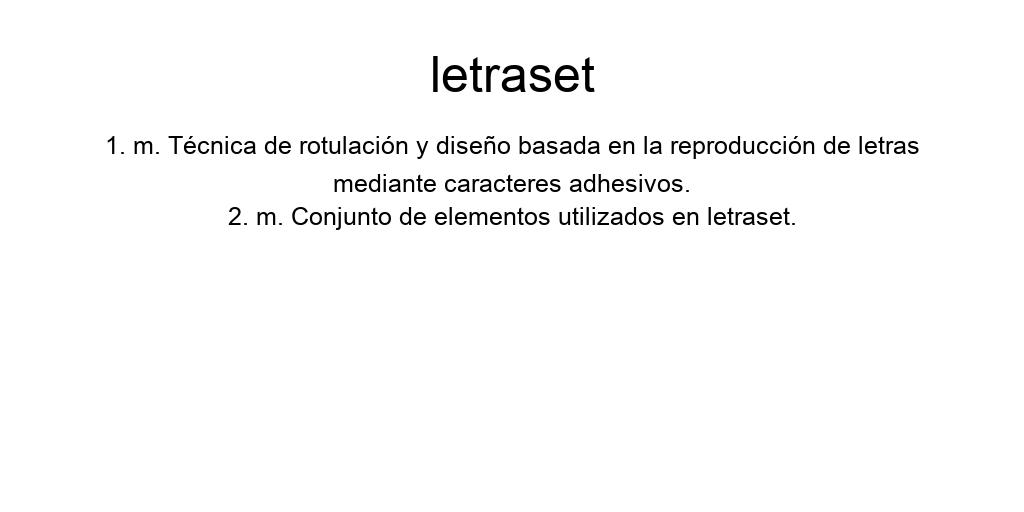 letraset
1. m. Técnica de rotulación y diseño basada en la reproducción de letras
mediante caracteres adhesivos.
2. m. Conjunto de elementos utilizados en letraset.